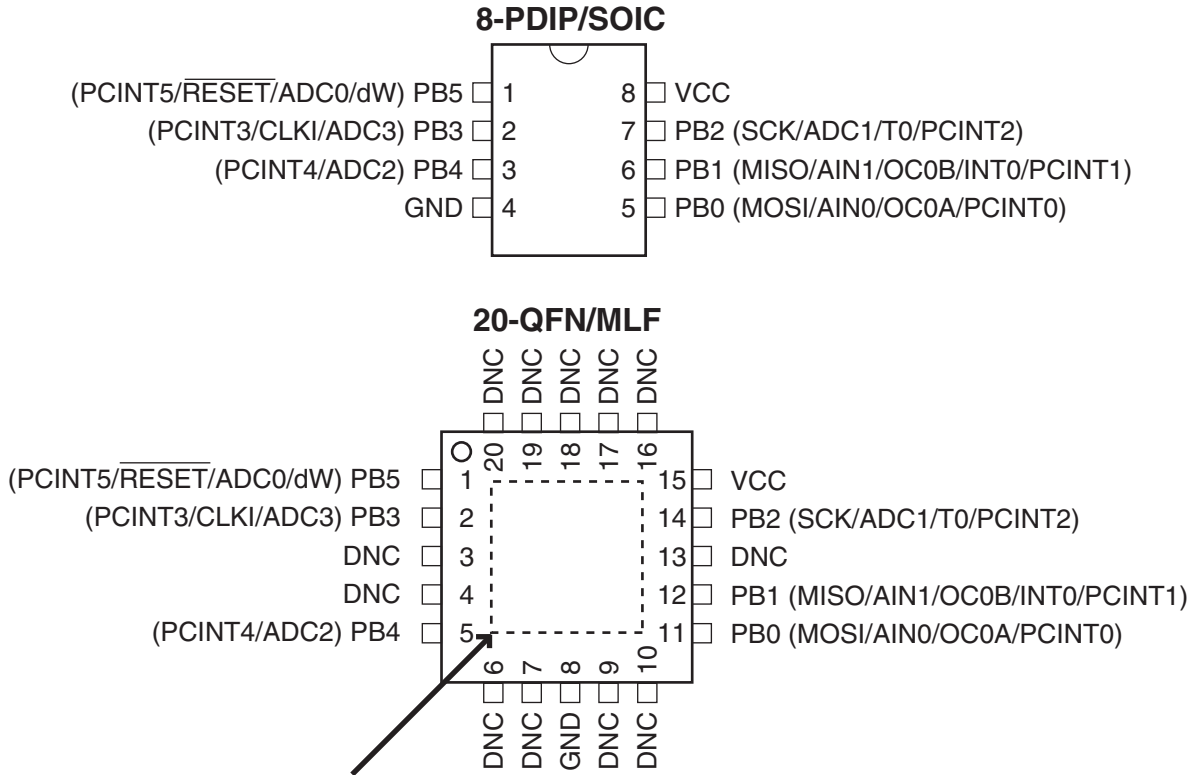 8-PDIP/SOIC
(PCINT5/RESET/ADC0/dW) PB5 1 8 VCC
(PCINT3/CLKI/ADC3) PB3 2 7 PB2 (SCK/ADC1/T0/PCINT2)
(PCINT4/ADC2) PB4 3 6 PB1 (MISO/AIN1/OC0B/INT0/PCINT1)
GND 4 5 PB0 (MOSI/AIN0/OC0A/PCINT0)
20-QFN/MLF
DNC DNC DNC DNC DNC
20 19 18 17 16
(PCINT5/RESET/ADC0/dW) PB5 1 15 VCC
(PCINT3/CLKI/ADC3) PB3 2 14 PB2 (SCK/ADC1/T0/PCINT2)
DNC 3 13 DNC
DNC 4 12 PB1 (MISO/AIN1/OC0B/INT0/PCINT1)
(PCINT4/ADC2) PB4 5 11 PB0 (MOSI/AIN0/OC0A/PCINT0)
6 7 8 9 10
DNC DNC GND DNC DNC